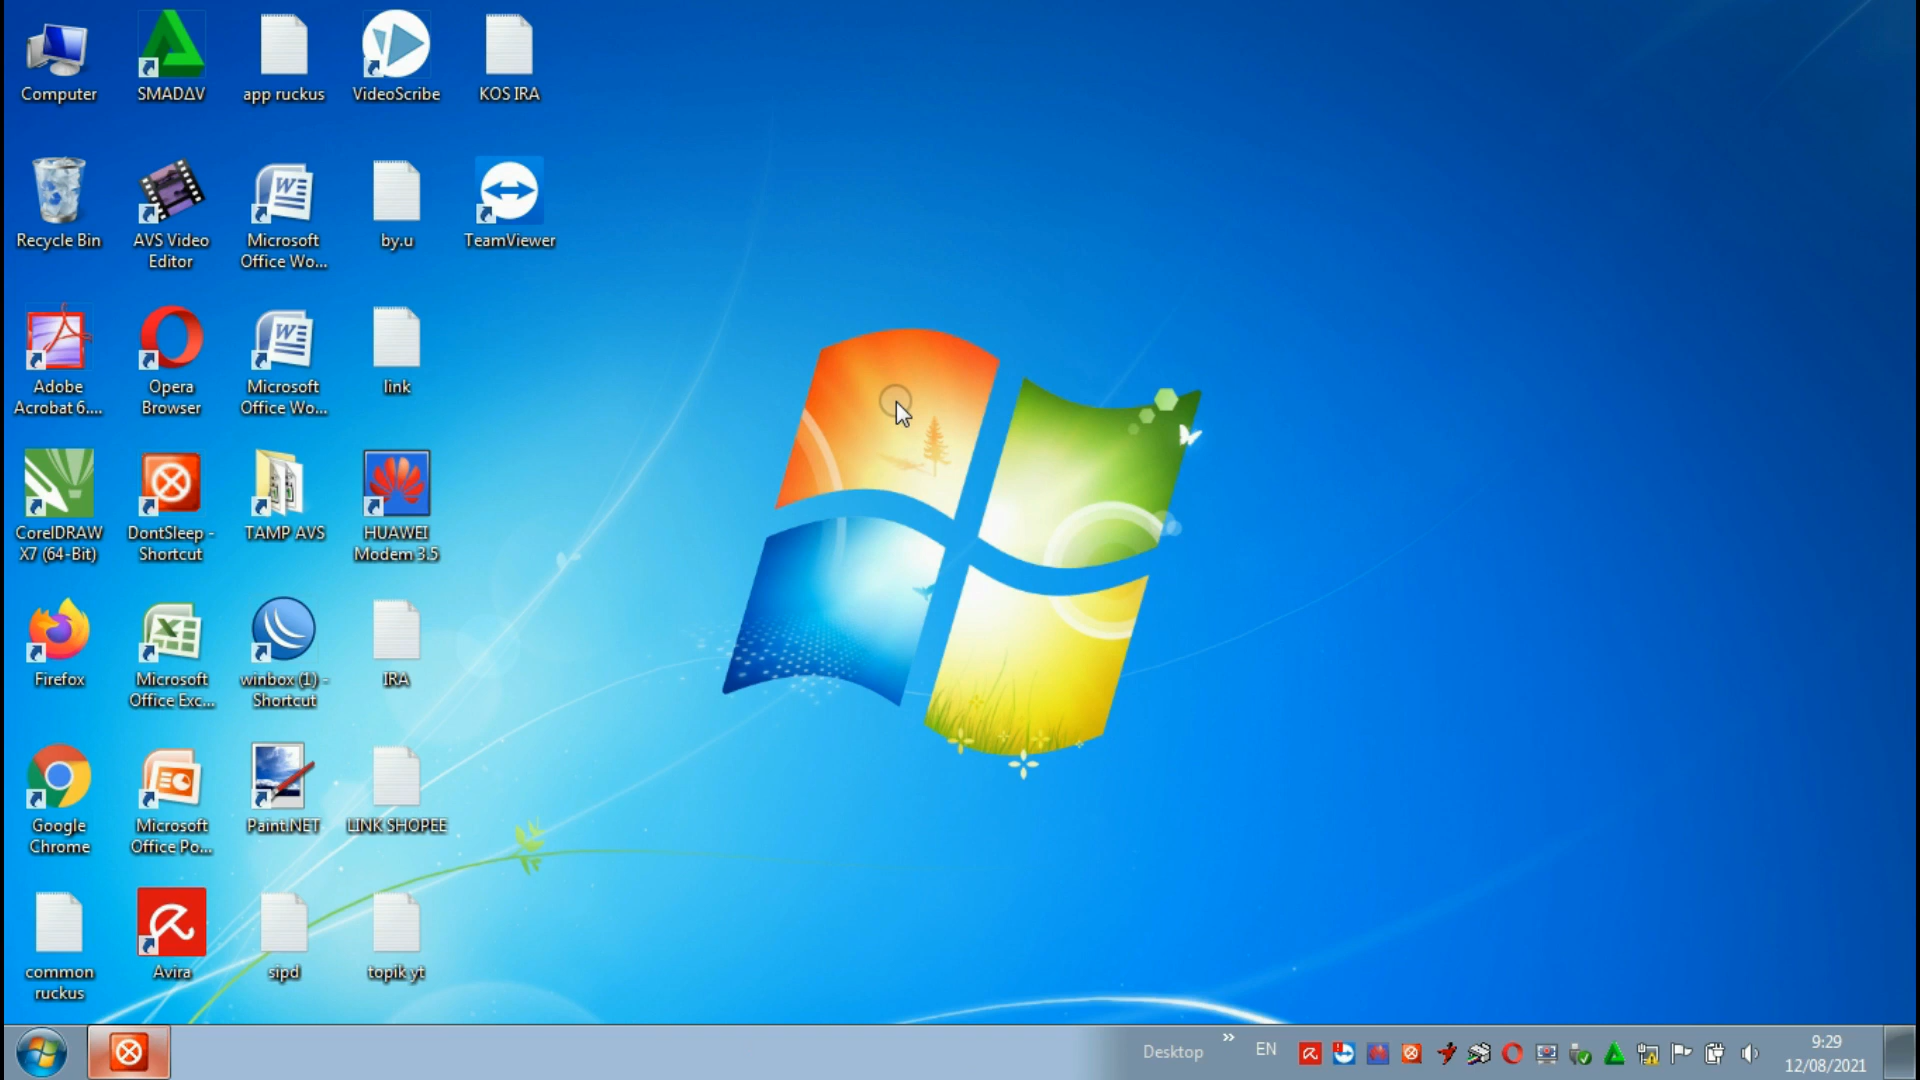 Computer
SMADΔV
app ruckus
VideoScribe
KOS IRA
Recycle Bin
AVS Video
Editor
Microsoft
Office Wo...
by.u
TeamViewer
Adobe
Acrobat 6....
Opera
Browser
Microsoft
Office Wo...
link
CorelDRAW
X7 (64-Bit)
DontSleep -
Shortcut
TAMP AVS
HUAWEI
Modem 3.5
Firefox
Microsoft
Office Exc...
winbox (1) -
Shortcut
IRA
Google
Chrome
Microsoft
Office Po...
Paint.NET
LINK SHOPEE
common
ruckus
Avira
sipd
topik yt
Desktop
»
EN
9:29
12/08/2021